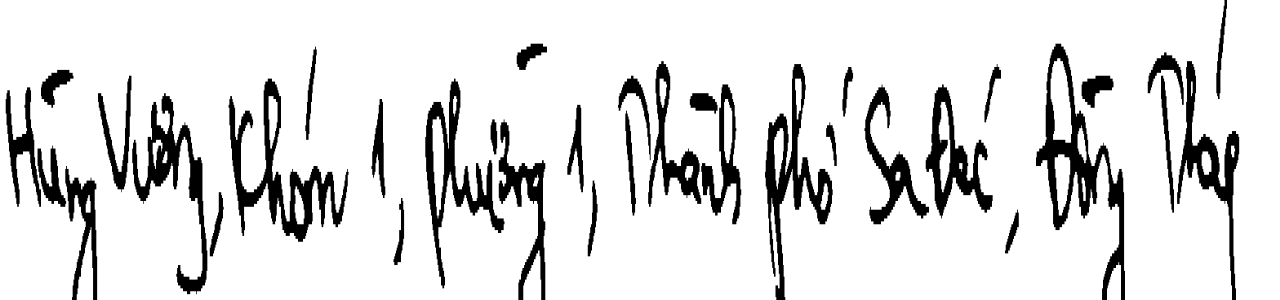 Hùng Vương, Khóm 1, phường 1, Thành phố Sa Đéc, Đồng Tháp